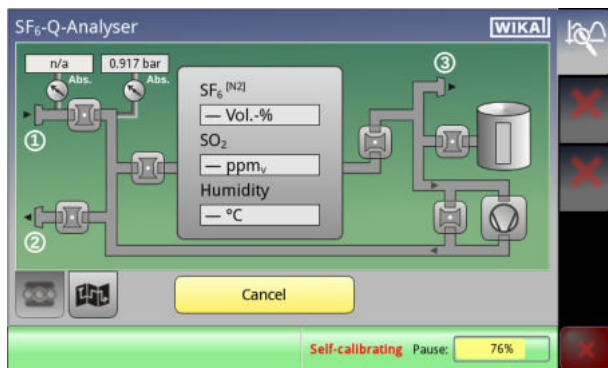 SF₆-Q-Analyser
WIKA
n/a
0.917 bar
Abs.
Abs.
①
②
③
SF₆ [N2]
— Vol.-%
SO₂
— ppmᵥ
Humidity
— °C
Cancel
Self-calibrating Pause: 76%